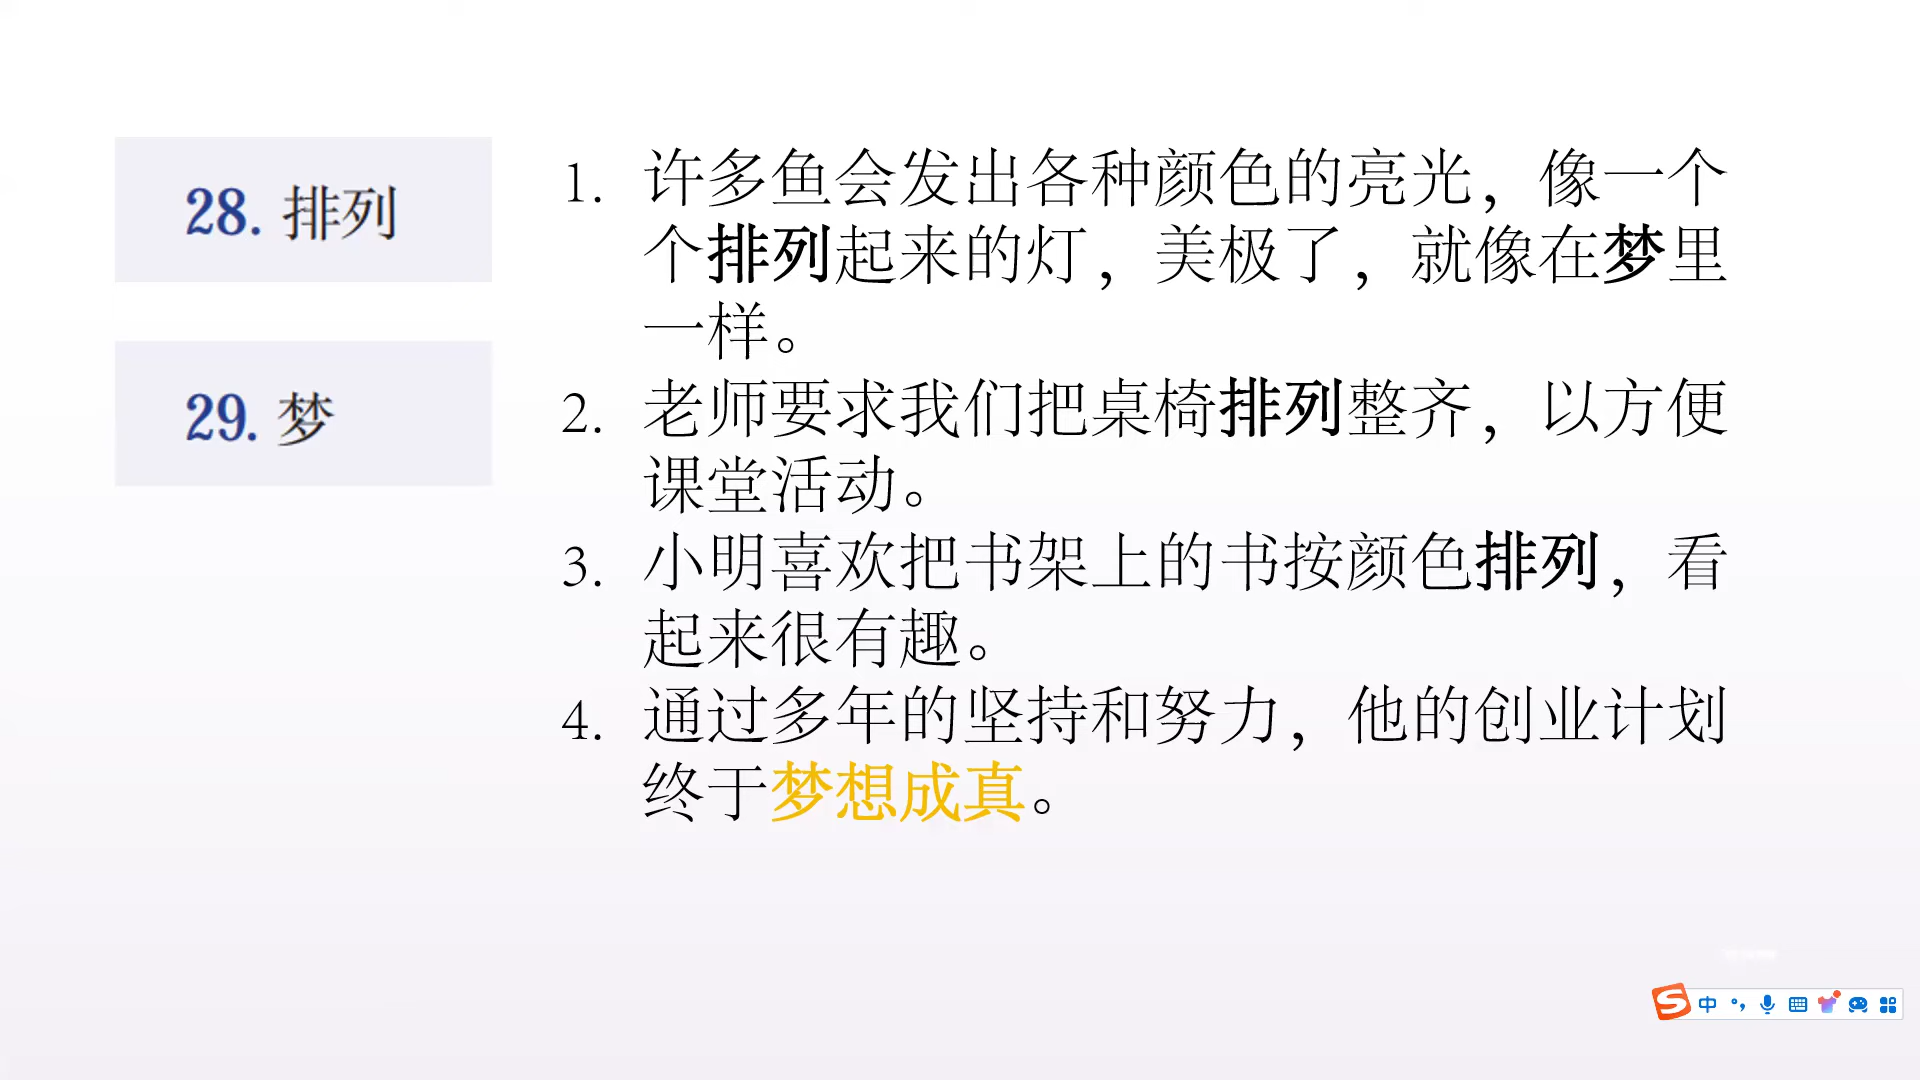 28. 排列
29. 梦
1. 许多鱼会发出各种颜色的亮光，像一个
个排列起来的灯，美极了，就像在梦里
一样。
2. 老师要求我们把桌椅排列整齐，以方便
课堂活动。
3. 小明喜欢把书架上的书按颜色排列，看
起来很有趣。
4. 通过多年的坚持和努力，他的创业计划
终于梦想成真。
S 中